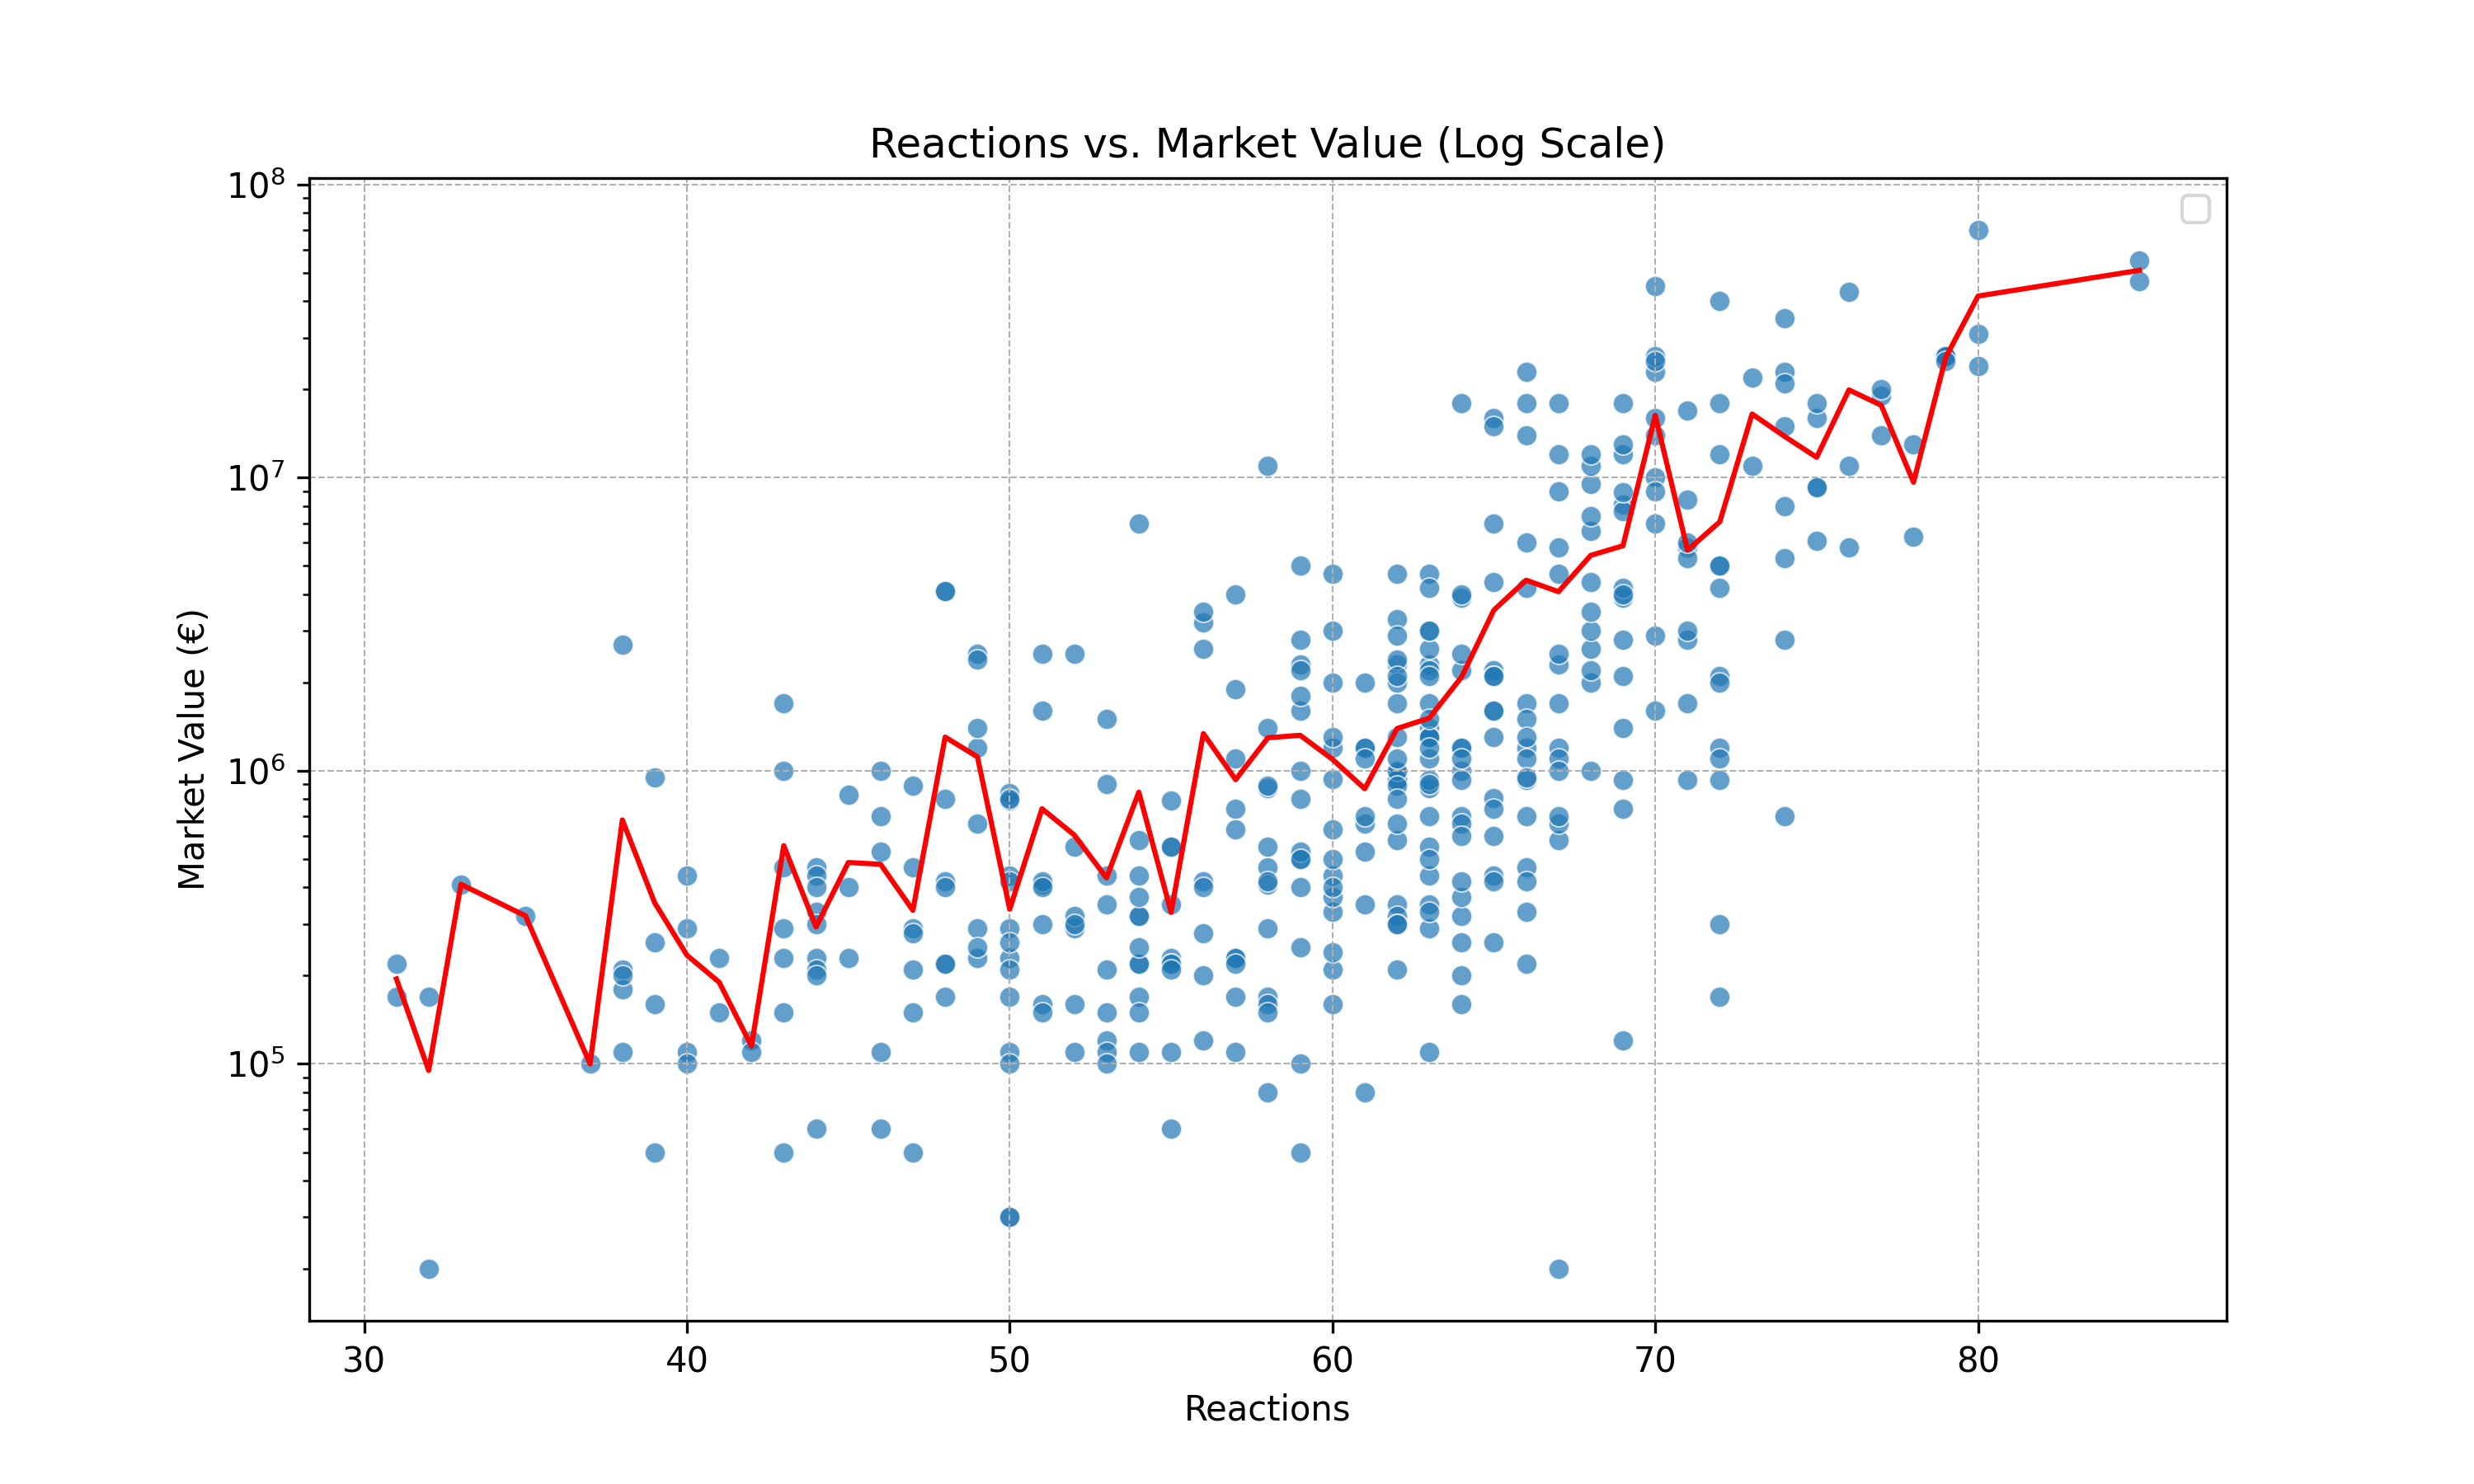 Reactions vs. Market Value (Log Scale)
Market Value (€)
10⁸
10⁷
10⁶
10⁵
30 40 50 60 70 80
Reactions